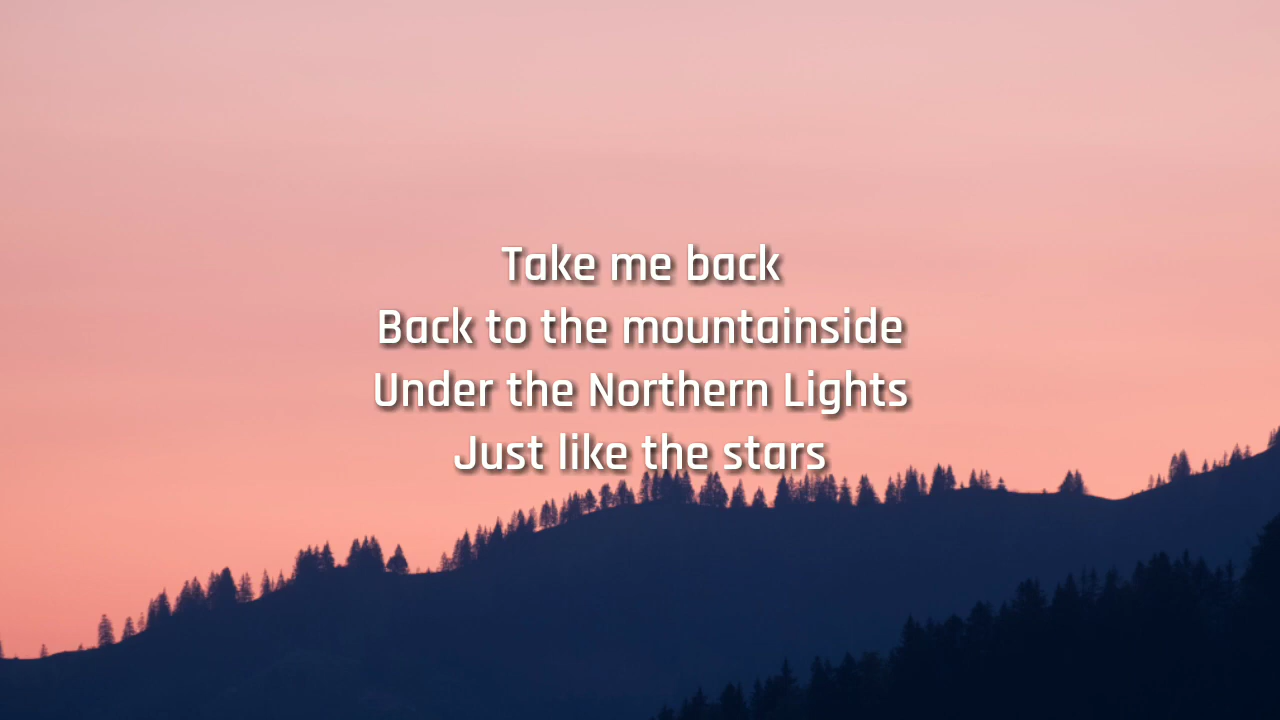 Take me back
Back to the mountainside
Under the Northern Lights
Just like the stars